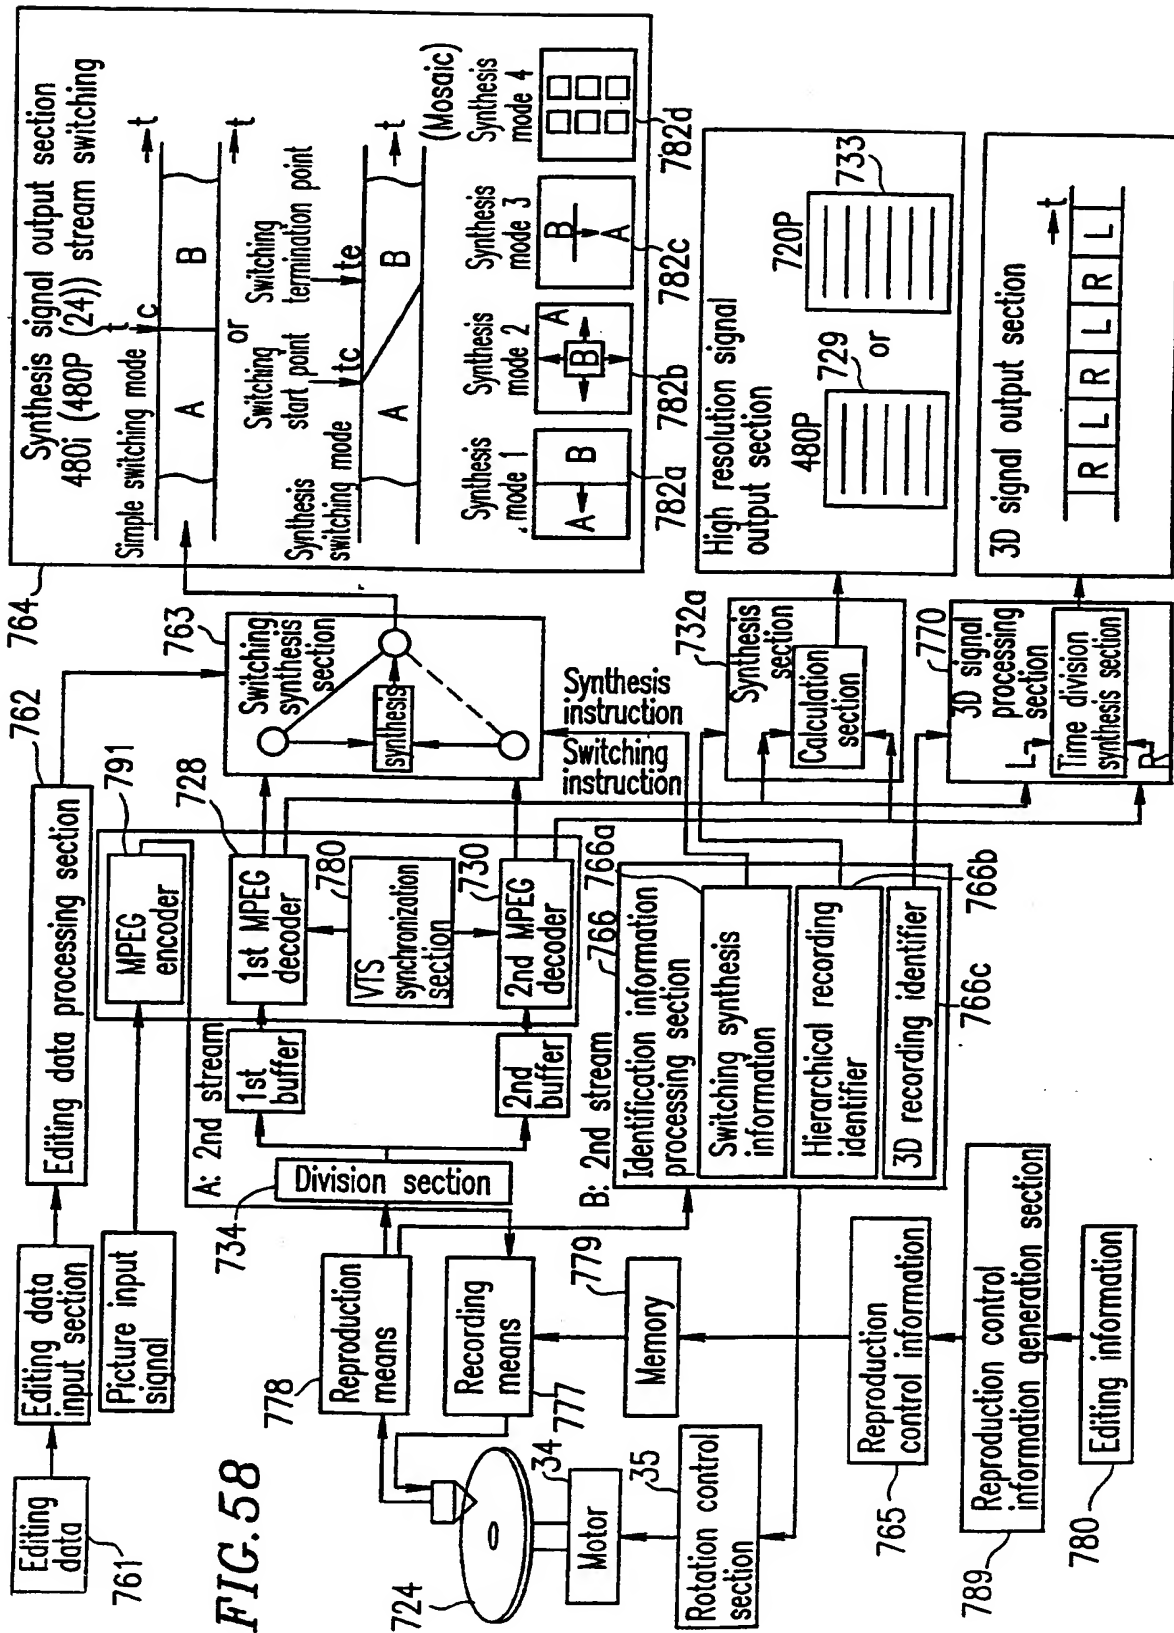 FIG.58
Editing
data
761
Editing data
input section
Editing data processing section
762
Picture input
signal
MPEG
encoder
791
A: 2nd stream
734
Division section
1st buffer
1st MPEG
decoder
728
780
VTS
synchronization
section
2nd buffer
2nd MPEG
decoder
730
B: 2nd stream
766
766a
Identification information
processing section
Switching synthesis
information
Hierarchical recording
identifier
766b
3D recording identifier
766c
778
Reproduction
means
Recording
means
777
779
Memory
724
34
Motor
35
Rotation control
section
Reproduction
control information
765
Reproduction control
information generation section
789
Editing information
780
763
Switching
synthesis
section
synthesis
Synthesis
instruction
Switching
instruction
732a
Synthesis
section
Calculation
section
770
3D signal
processing
section
L
Time division
synthesis section
R
764
Synthesis signal output section
480i (480P (24)) stream switching
Simple switching mode
t c
t
A
B
t
or
Switching
start point
Switching
termination point
Synthesis
switching mode
tc
te
A
B
t
(Mosaic)
Synthesis
mode 1
Synthesis
mode 2
Synthesis
mode 3
Synthesis
mode 4
A
B
A
B
B
A
782a
782b
782c
782d
High resolution signal
output section
480P
729
or
720P
733
3D signal output section
t
R
L
R
L
R
L